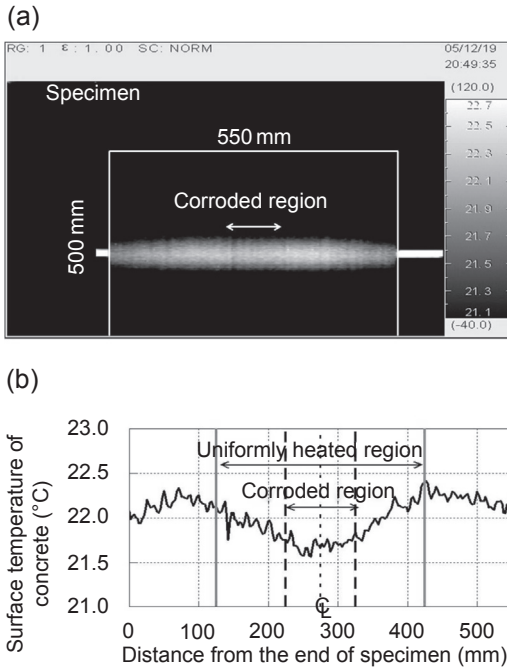 (a)
RG: 1 ε: 1.00 SC: NORM 05/12/19
20:49:35
(120.0)
Specimen
22.7
22.5
550 mm
22.3
22.1
Corroded region
21.9
500 mm
21.7
21.5
21.3
21.1
(-40.0)
(b)
Surface temperature of
concrete (°C)
23.0
Uniformly heated region
22.5
Corroded region
22.0
21.5
21.0
℄
0 100 200 300 400 500
Distance from the end of specimen (mm)